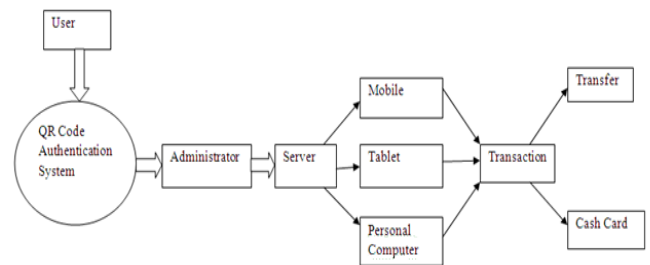 User
QR Code
Authentication
System
Administrator
Server
Mobile
Tablet
Personal
Computer
Transaction
Transfer
Cash Card